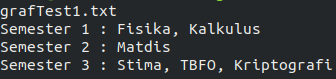 grafTest1.txt
Semester 1 : Fisika, Kalkulus
Semester 2 : Matdis
Semester 3 : Stima, TBFO, Kriptografi